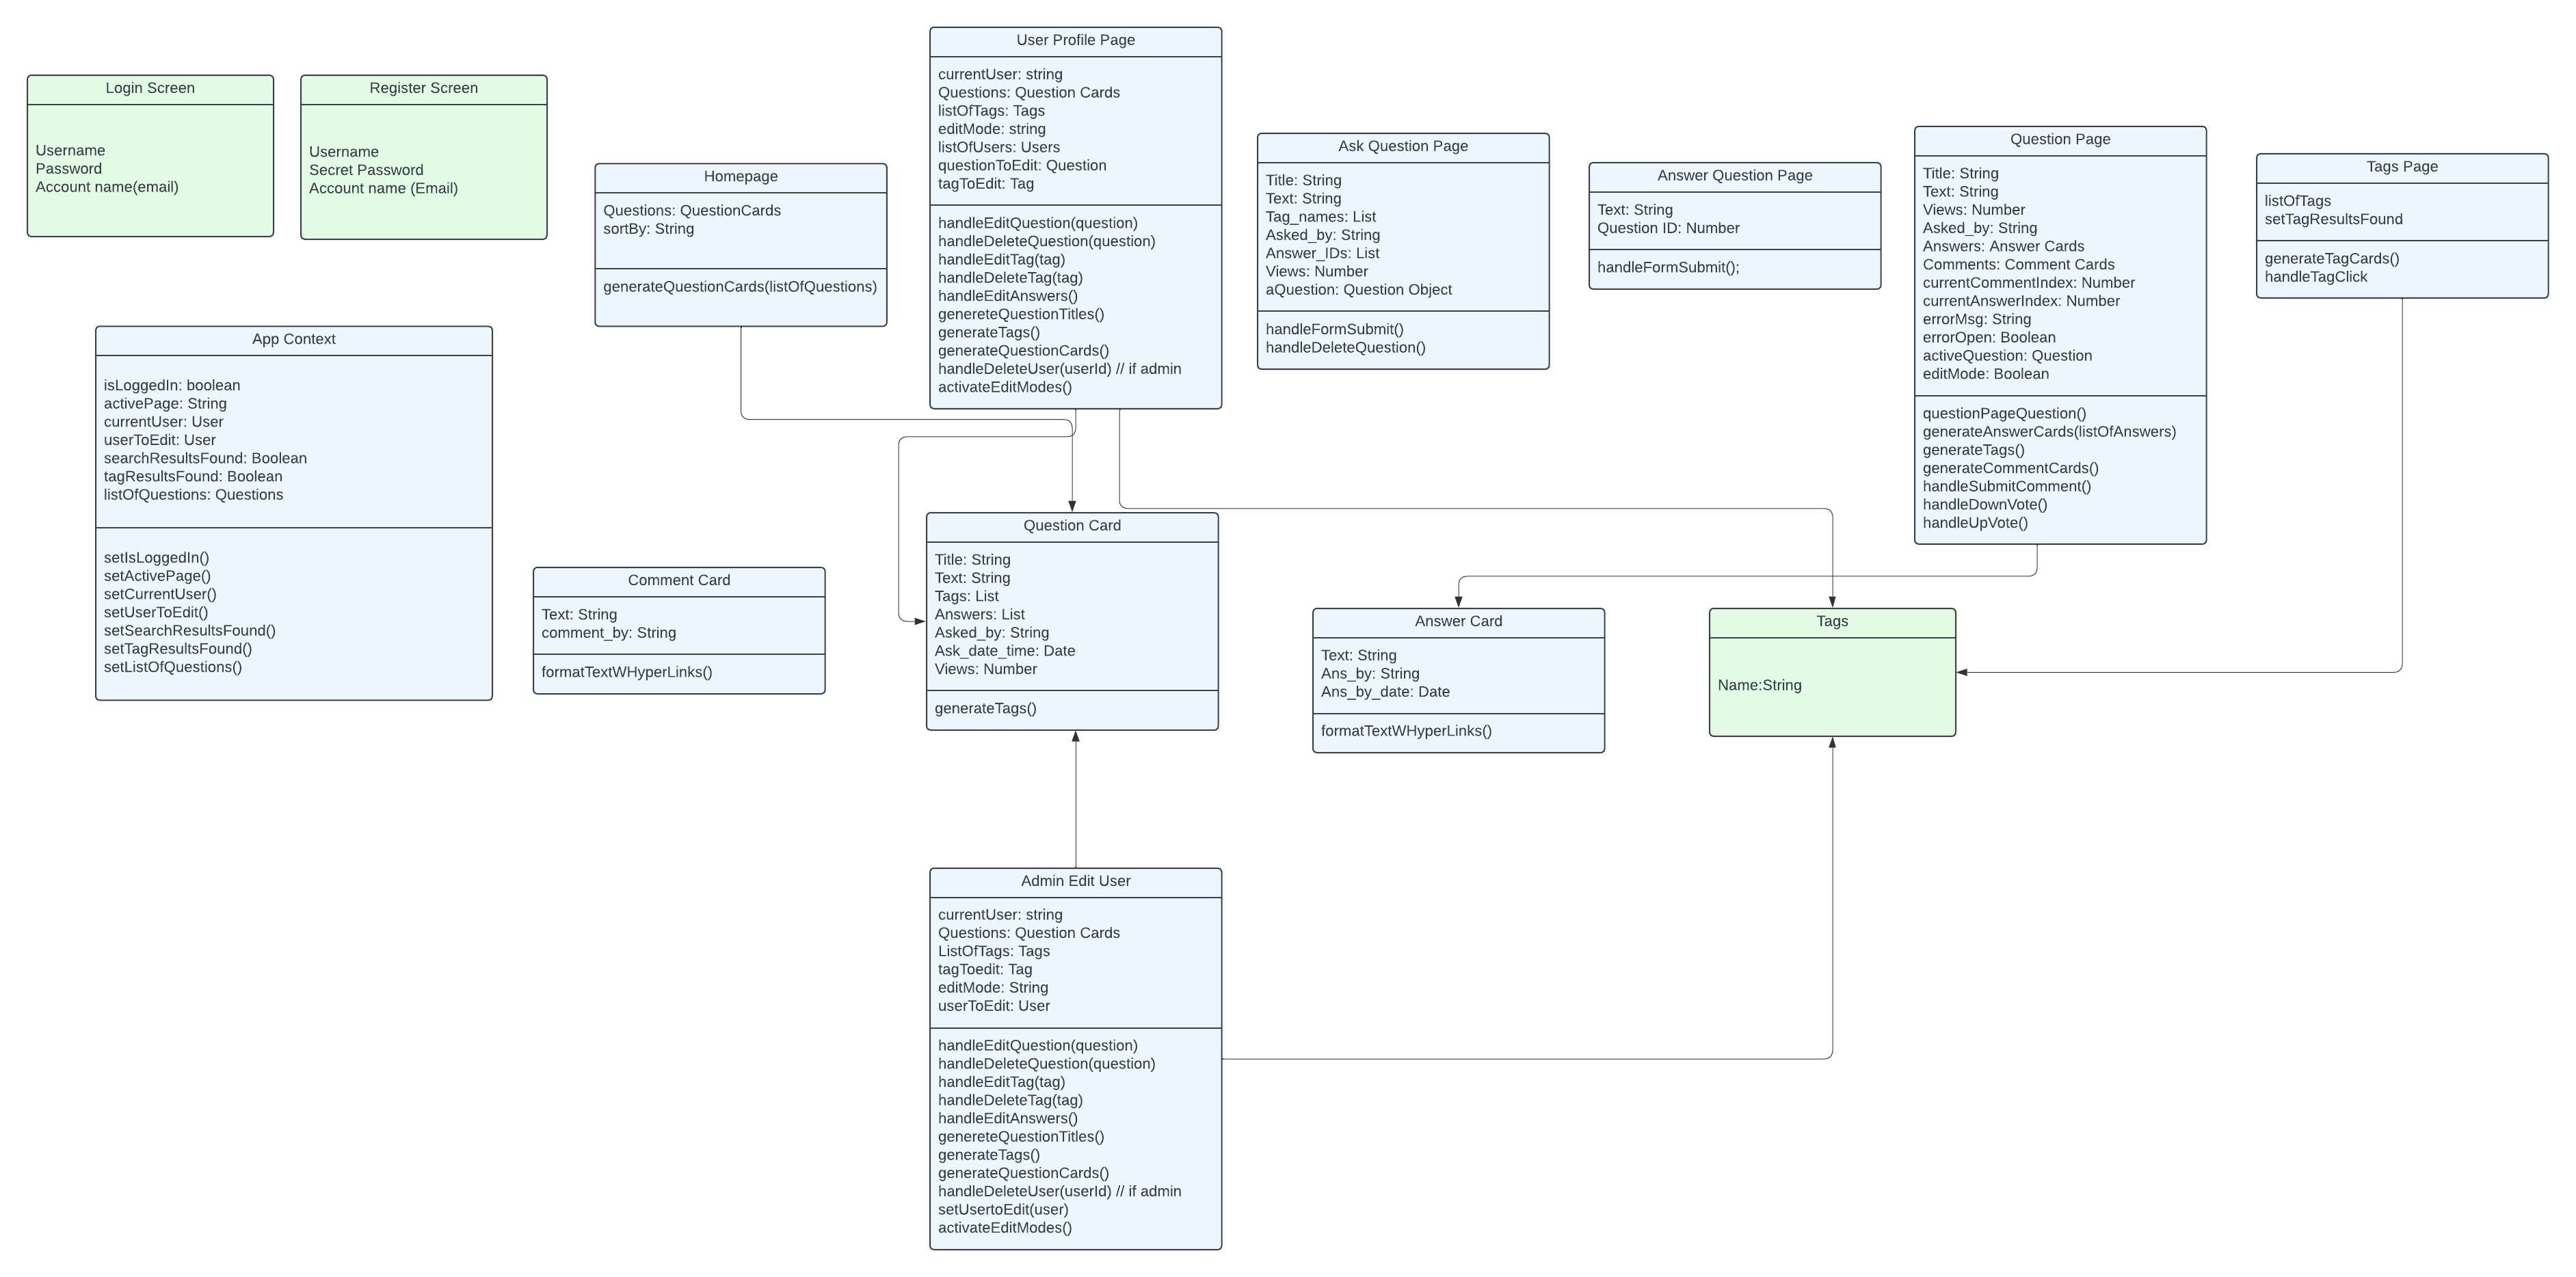 Login Screen
Username
Password
Account name(email)
Register Screen
Username
Secret Password
Account name (Email)
Homepage
Questions: QuestionCards
sortBy: String
generateQuestionCards(listOfQuestions)
User Profile Page
currentUser: string
Questions: Question Cards
listOfTags: Tags
editMode: string
listOfUsers: Users
questionToEdit: Question
tagToEdit: Tag
handleEditQuestion(question)
handleDeleteQuestion(question)
handleEditTag(tag)
handleDeleteTag(tag)
handleEditAnswers()
genereteQuestionTitles()
generateTags()
generateQuestionCards()
handleDeleteUser(userId) // if admin
activateEditModes()
Ask Question Page
Title: String
Text: String
Tag_names: List
Asked_by: String
Answer_IDs: List
Views: Number
aQuestion: Question Object
handleFormSubmit()
handleDeleteQuestion()
Answer Question Page
Text: String
Question ID: Number
handleFormSubmit();
Question Page
Title: String
Text: String
Views: Number
Asked_by: String
Answers: Answer Cards
Comments: Comment Cards
currentCommentIndex: Number
currentAnswerIndex: Number
errorMsg: String
errorOpen: Boolean
activeQuestion: Question
editMode: Boolean
questionPageQuestion()
generateAnswerCards(listOfAnswers)
generateTags()
generateCommentCards()
handleSubmitComment()
handleDownVote()
handleUpVote()
Tags Page
listOfTags
setTagResultsFound
generateTagCards()
handleTagClick
App Context
isLoggedIn: boolean
activePage: String
currentUser: User
userToEdit: User
searchResultsFound: Boolean
tagResultsFound: Boolean
listOfQuestions: Questions
setIsLoggedIn()
setActivePage()
setCurrentUser()
setUserToEdit()
setSearchResultsFound()
setTagResultsFound()
setListOfQuestions()
Comment Card
Text: String
comment_by: String
formatTextWHyperLinks()
Question Card
Title: String
Text: String
Tags: List
Answers: List
Asked_by: String
Ask_date_time: Date
Views: Number
generateTags()
Answer Card
Text: String
Ans_by: String
Ans_by_date: Date
formatTextWHyperLinks()
Tags
Name:String
Admin Edit User
currentUser: string
Questions: Question Cards
ListOfTags: Tags
tagToedit: Tag
editMode: String
userToEdit: User
handleEditQuestion(question)
handleDeleteQuestion(question)
handleEditTag(tag)
handleDeleteTag(tag)
handleEditAnswers()
genereteQuestionTitles()
generateTags()
generateQuestionCards()
handleDeleteUser(userId) // if admin
setUsertoEdit(user)
activateEditModes()